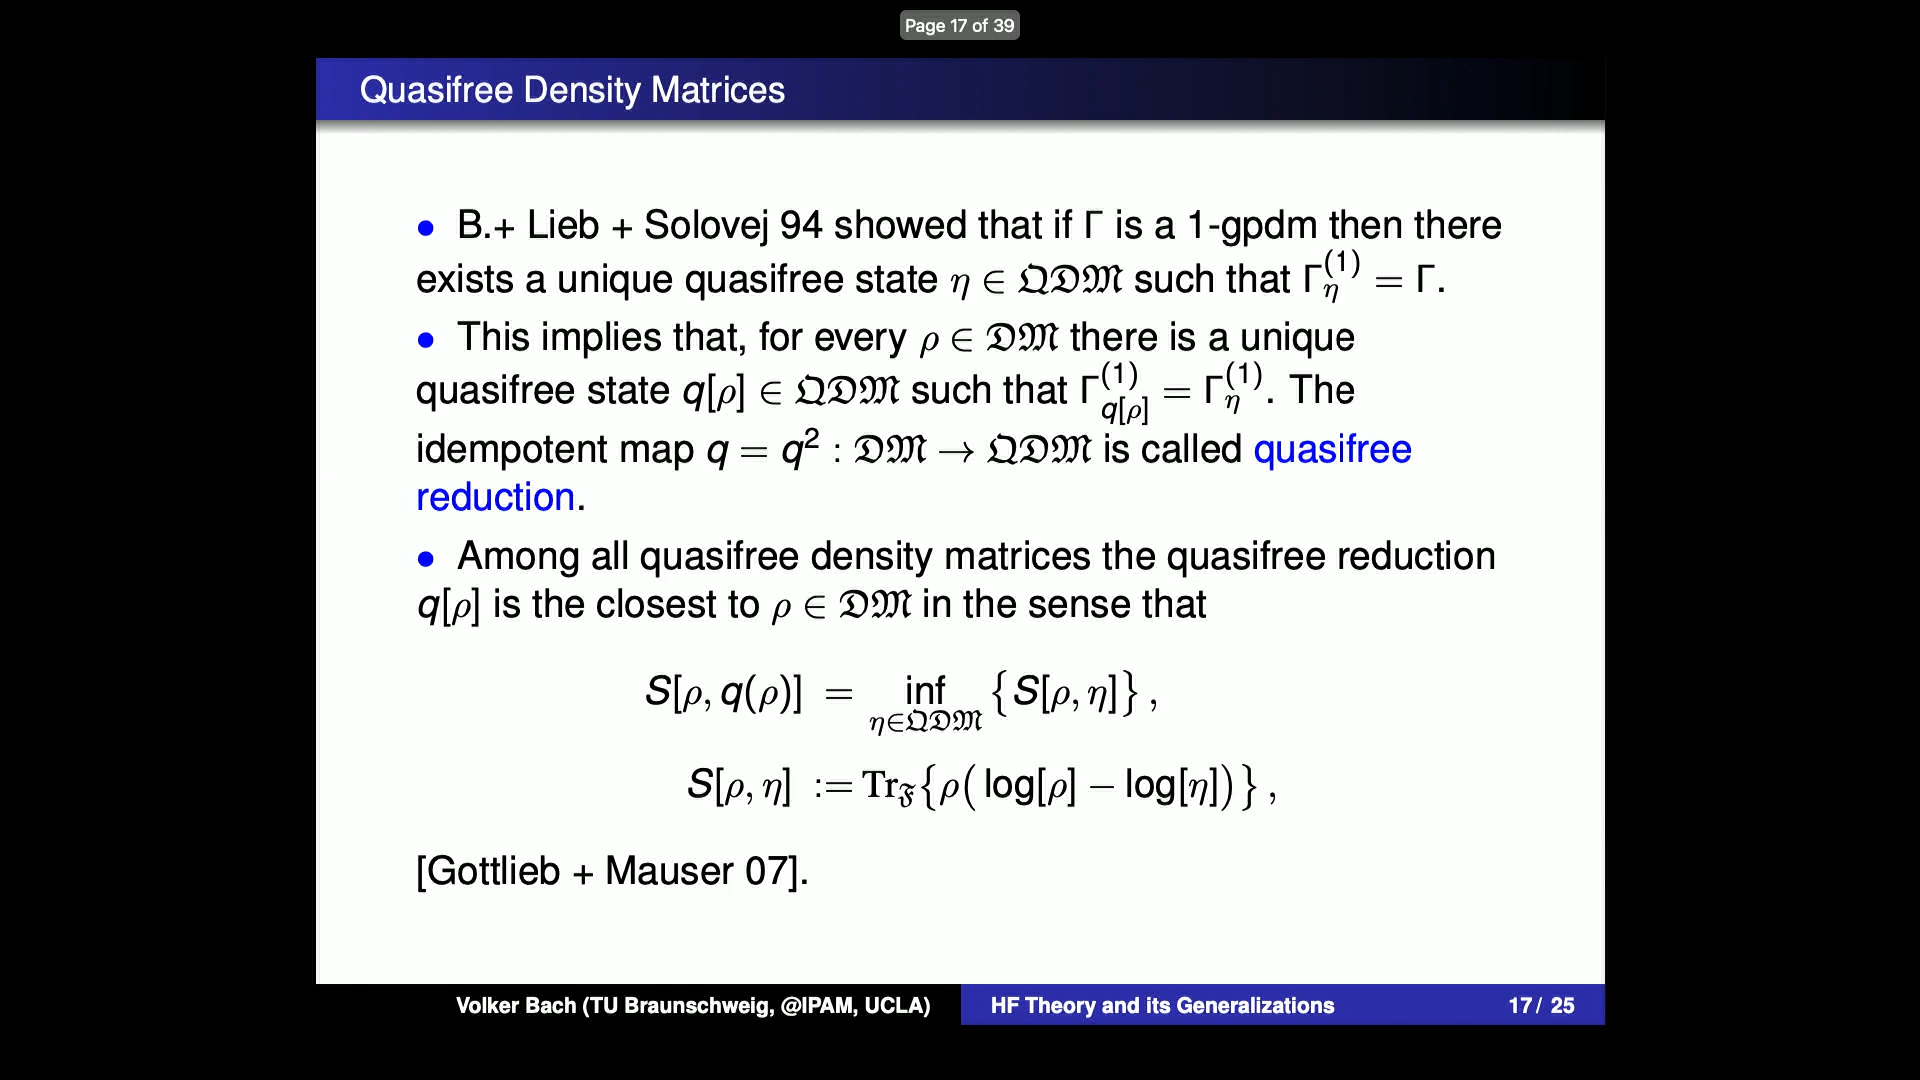 Page 17 of 39
Quasifree Density Matrices
• B.+ Lieb + Solovej 94 showed that if Γ is a 1-gpdm then there
exists a unique quasifree state η ∈ 𝔔𝔇𝔐 such that Γ_η^(1) = Γ.
• This implies that, for every ρ ∈ 𝔇𝔐 there is a unique
quasifree state q[ρ] ∈ 𝔔𝔇𝔐 such that Γ_{q[ρ]}^(1) = Γ_η^(1). The
idempotent map q = q² : 𝔇𝔐 → 𝔔𝔇𝔐 is called quasifree
reduction.
• Among all quasifree density matrices the quasifree reduction
q[ρ] is the closest to ρ ∈ 𝔇𝔐 in the sense that
S[ρ, q(ρ)] = inf_{η∈𝔔𝔇𝔐} {S[ρ, η]},
S[ρ, η] := Tr_𝔉{ρ(log[ρ] − log[η])},
[Gottlieb + Mauser 07].
Volker Bach (TU Braunschweig, @IPAM, UCLA) HF Theory and its Generalizations 17 / 25